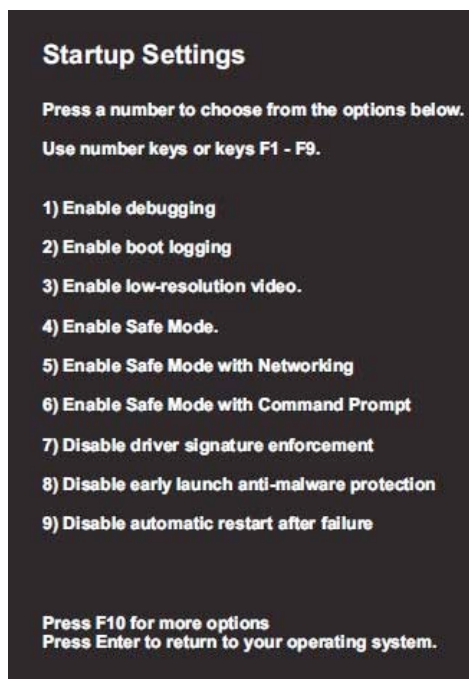 Startup Settings
Press a number to choose from the options below.
Use number keys or keys F1 - F9.
1) Enable debugging
2) Enable boot logging
3) Enable low-resolution video.
4) Enable Safe Mode.
5) Enable Safe Mode with Networking
6) Enable Safe Mode with Command Prompt
7) Disable driver signature enforcement
8) Disable early launch anti-malware protection
9) Disable automatic restart after failure
Press F10 for more options
Press Enter to return to your operating system.